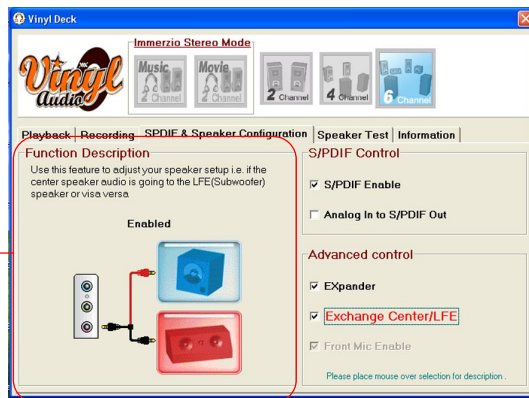 Vinyl Deck
Immerzio Stereo Mode
Vinyl Audio
Music 2 Channel
Movie 2 Channel
2 Channel
4 Channel
6 Channel
Playback Recording SPDIF & Speaker Configuration Speaker Test Information
Function Description
Use this feature to adjust your speaker setup i.e. if the
center speaker audio is going to the LFE(Subwoofer)
speaker or visa versa
Enabled
S/PDIF Control
S/PDIF Enable
Analog In to S/PDIF Out
Advanced control
EXpander
Exchange Center/LFE
Front Mic Enable
Please place mouse over selection for description .